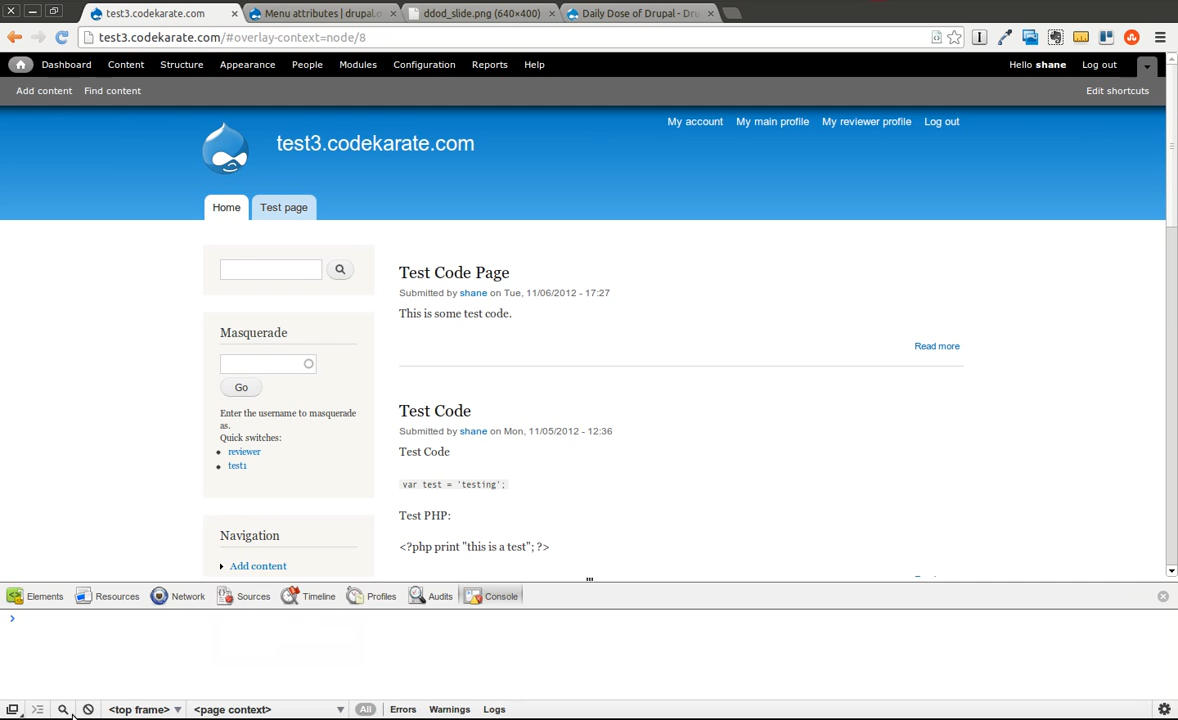 test3.codekarate.com
Menu attributes | drupal.o
ddod_slide.png (640×400)
Daily Dose of Drupal - Dru
test3.codekarate.com/#overlay-context=node/8
Dashboard Content Structure Appearance People Modules Configuration Reports Help Hello shane Log out
Add content Find content Edit shortcuts
My account My main profile My reviewer profile Log out
test3.codekarate.com
Home Test page
Test Code Page
Submitted by shane on Tue, 11/06/2012 - 17:27
This is some test code.
Read more
Masquerade
Go
Enter the username to masquerade
as.
Quick switches:
reviewer
test1
Test Code
Submitted by shane on Mon, 11/05/2012 - 12:36
Test Code
var test = 'testing';
Test PHP:
<?php print "this is a test"; ?>
Navigation
Add content
Elements Resources Network Sources Timeline Profiles Audits Console
<top frame> <page context> All Errors Warnings Logs